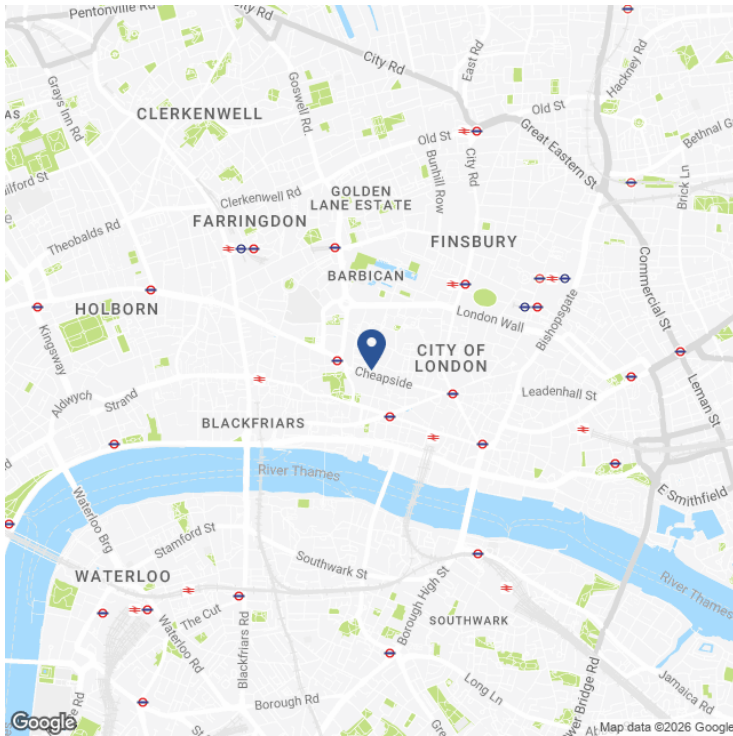 Pentonville Rd
City Rd
East Rd
Hackney Rd
Grays Inn Rd
Goswell Rd.
CLERKENWELL
Old St
Old St
Great Eastern St
Bethnal
Bunhill Row
City Rd
Brick Ln
Clerkenwell Rd
GOLDEN
LANE ESTATE
FARRINGDON
Theobalds Rd
FINSBURY
BARBICAN
Commercial St
HOLBORN
London Wall
Bishopsgate
Kingsway
CITY OF
LONDON
Cheapside
Leadenhall St
Leman St
Aldwych
Strand
BLACKFRIARS
River Thames
E Smithfield
Waterloo Brg
Stamford St
Southwark St
WATERLOO
River Thames
The Cut
Borough High St
SOUTHWARK
Waterloo Rd
Blackfriars Rd
Long Ln
Jamaica Rd
Borough Rd
Bridge Rd
Google
Map data ©2026 Google